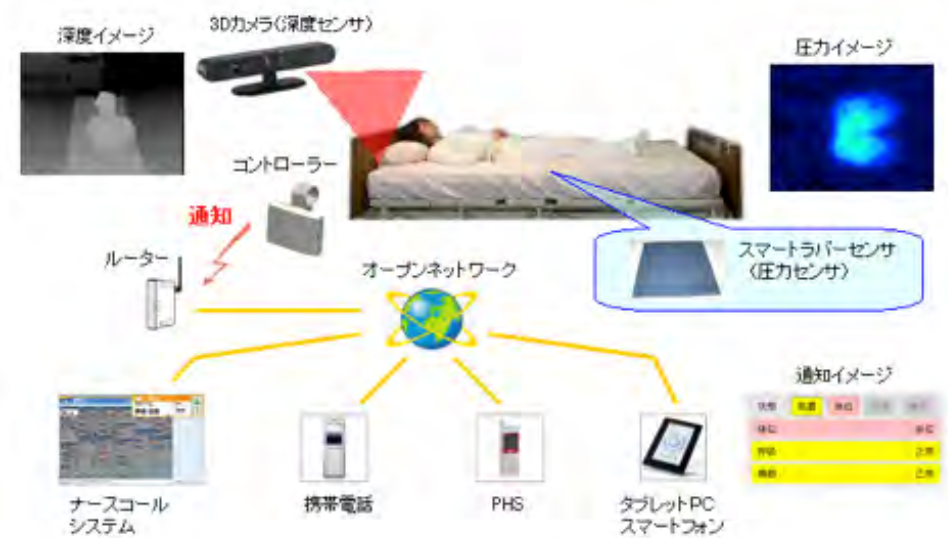 深度イメージ
3Dカメラ(深度センサ)
圧力イメージ
コントローラー
通知
ルーター
オープンネットワーク
スマートラバーセンサ
(圧力センサ)
通知イメージ
ナースコール
システム
携帯電話
PHS
タブレットPC
スマートフォン